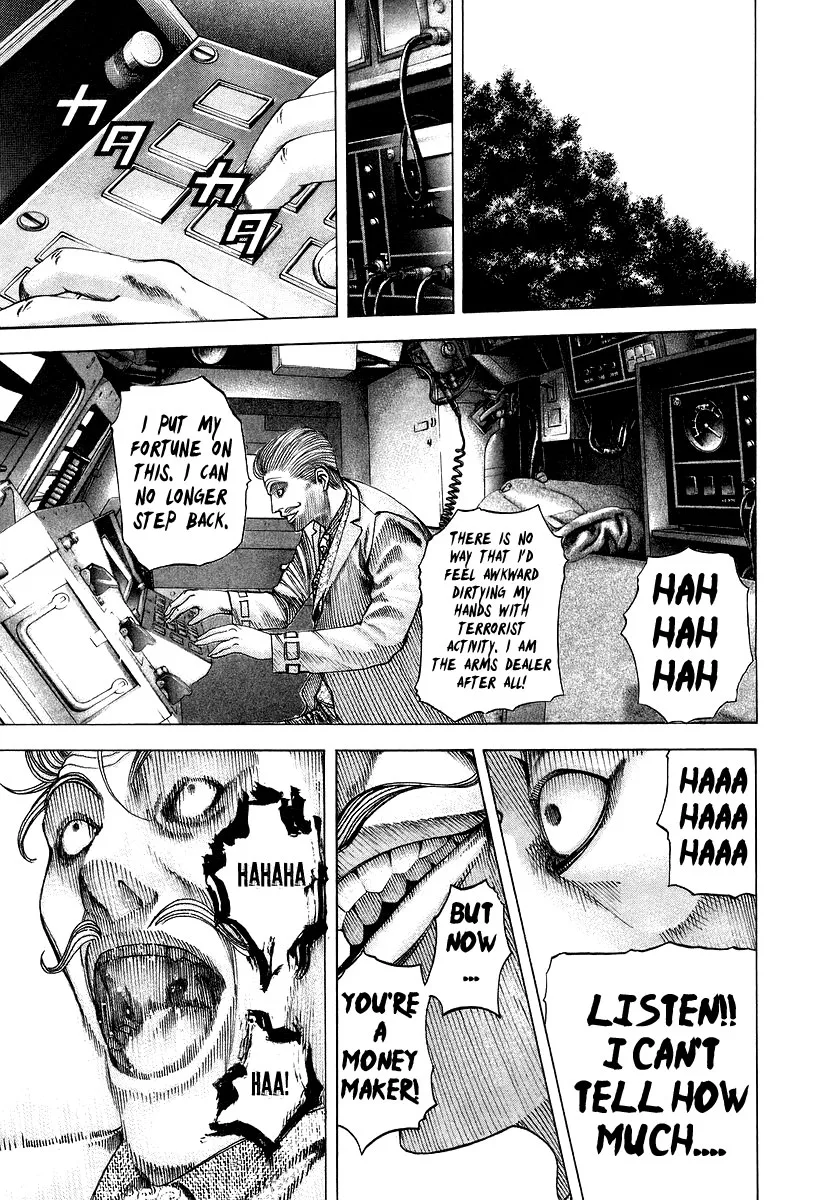 カタ
カタ
HAH
HAH
HAH
THERE IS NO
WAY THAT I'D
FEEL AWKWARD
DIRTYING MY
HANDS WITH
TERRORIST
ACTIVITY. I AM
THE ARMS DEALER
AFTER ALL!
I PUT MY
FORTUNE ON
THIS. I CAN
NO LONGER
STEP BACK.
HAAA
HAAA
HAAA
LISTEN!!
I CAN'T
TELL HOW
MUCH....
BUT
NOW
...
YOU'RE
A
MONEY
MAKER!
HAHAHA
HAA!